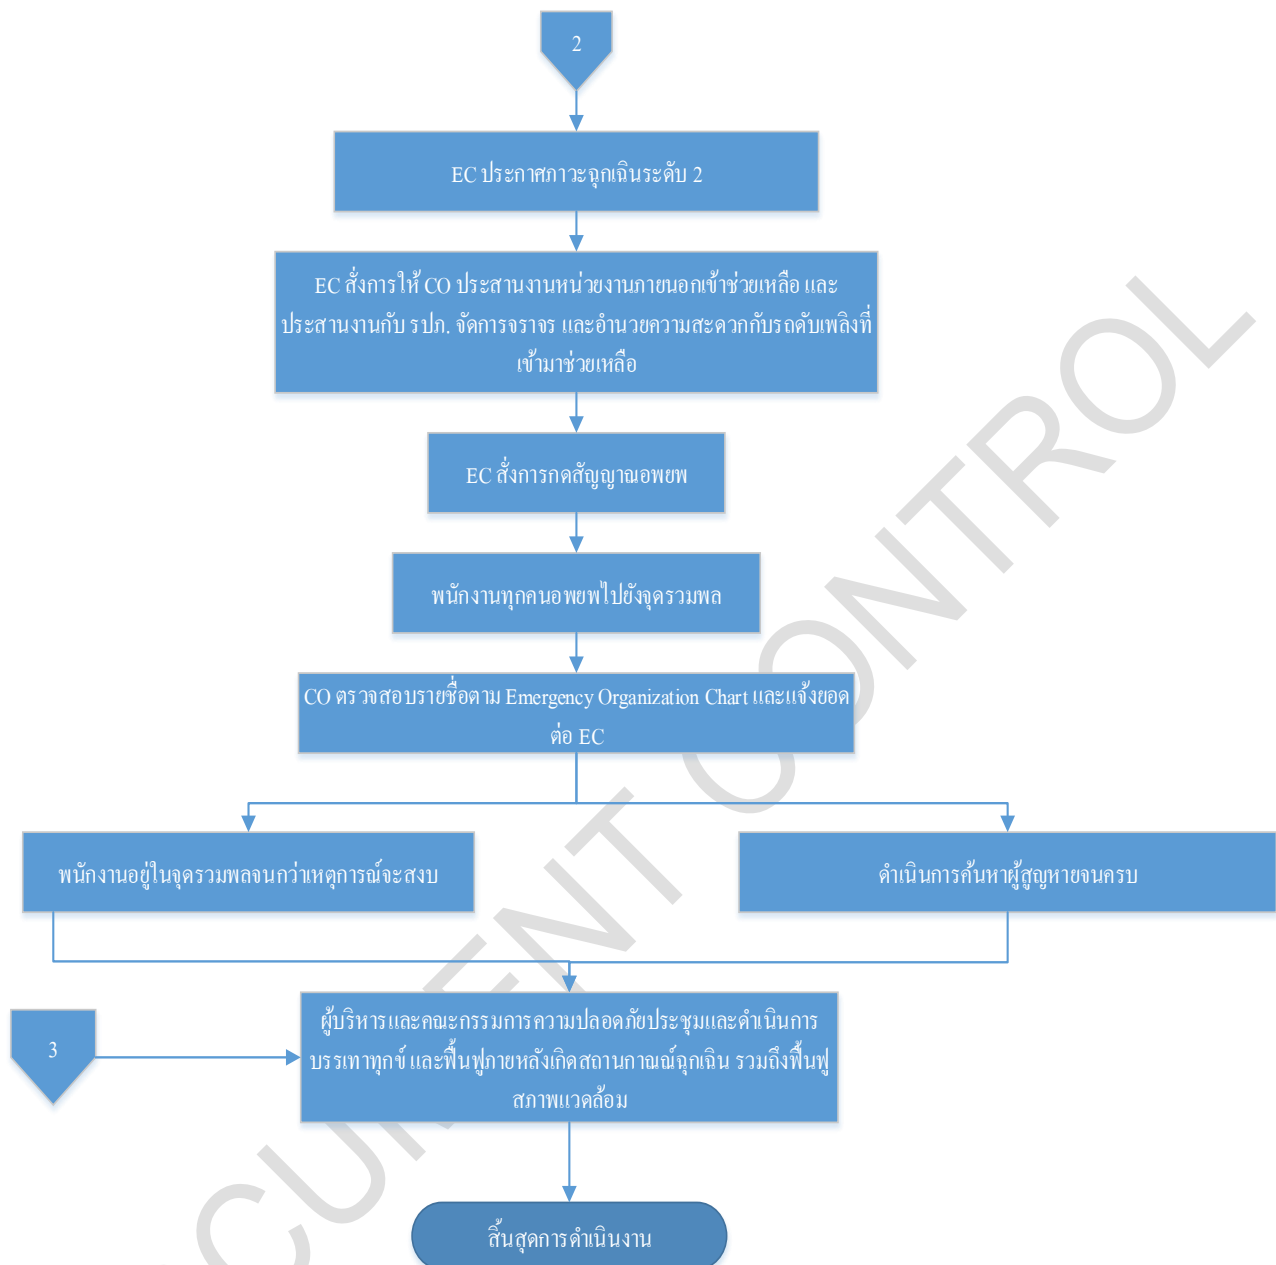 2
EC ประกาศภาวะฉุกเฉินระดับ 2
EC สั่งการให้ CO ประสานงานหน่วยงานภายนอกเข้าช่วยเหลือ และ
ประสานงานกับ รปภ. จัดการจราจร และอำนวยความสะดวกกับรถดับเพลิงที่
เข้ามาช่วยเหลือ
EC สั่งการกดสัญญาณอพยพ
พนักงานทุกคนอพยพไปยังจุดรวมพล
CO ตรวจสอบรายชื่อตาม Emergency Organization Chart และแจ้งยอด
ต่อ EC
พนักงานอยู่ในจุดรวมพลจนกว่าเหตุการณ์จะสงบ
ดำเนินการค้นหาผู้สูญหายจนครบ
3
ผู้บริหารและคณะกรรมการความปลอดภัยประชุมและดำเนินการ
บรรเทาทุกข์ และฟื้นฟูภายหลังเกิดสถานกาณณ์ฉุกเฉิน รวมถึงฟื้นฟู
สภาพแวดล้อม
สิ้นสุดการดำเนินงาน
CUMENT CONTROL